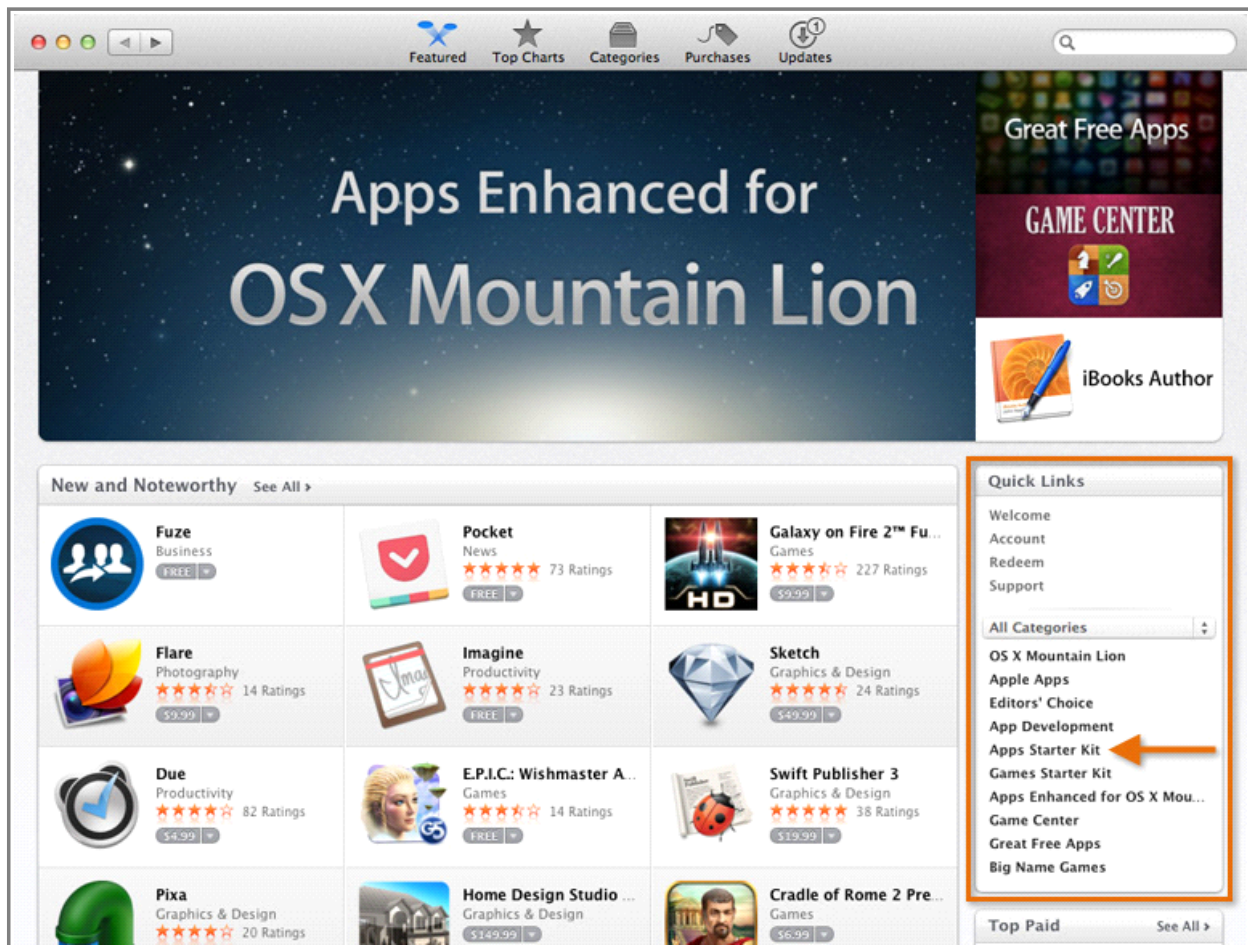 Featured
Top Charts
Categories
Purchases
1
Updates
Apps Enhanced for
OS X Mountain Lion
Great Free Apps
GAME CENTER
iBooks Author
New and Noteworthy See All ›
Fuze
Business
FREE
Pocket
News
73 Ratings
FREE
HD
Galaxy on Fire 2™ Fu...
Games
227 Ratings
$9.99
Flare
Photography
14 Ratings
$9.99
Imagine
Productivity
23 Ratings
FREE
Sketch
Graphics & Design
24 Ratings
$49.99
Due
Productivity
82 Ratings
$4.99
G5
E.P.I.C.: Wishmaster A...
Games
14 Ratings
FREE
Swift Publisher 3
Graphics & Design
38 Ratings
$19.99
Pixa
Graphics & Design
20 Ratings
Home Design Studio ...
Graphics & Design
$149.99
Cradle of Rome 2 Pre...
Games
$6.99
Quick Links
Welcome
Account
Redeem
Support
All Categories
OS X Mountain Lion
Apple Apps
Editors' Choice
App Development
Apps Starter Kit
Games Starter Kit
Apps Enhanced for OS X Mou...
Game Center
Great Free Apps
Big Name Games
Top Paid See All ›